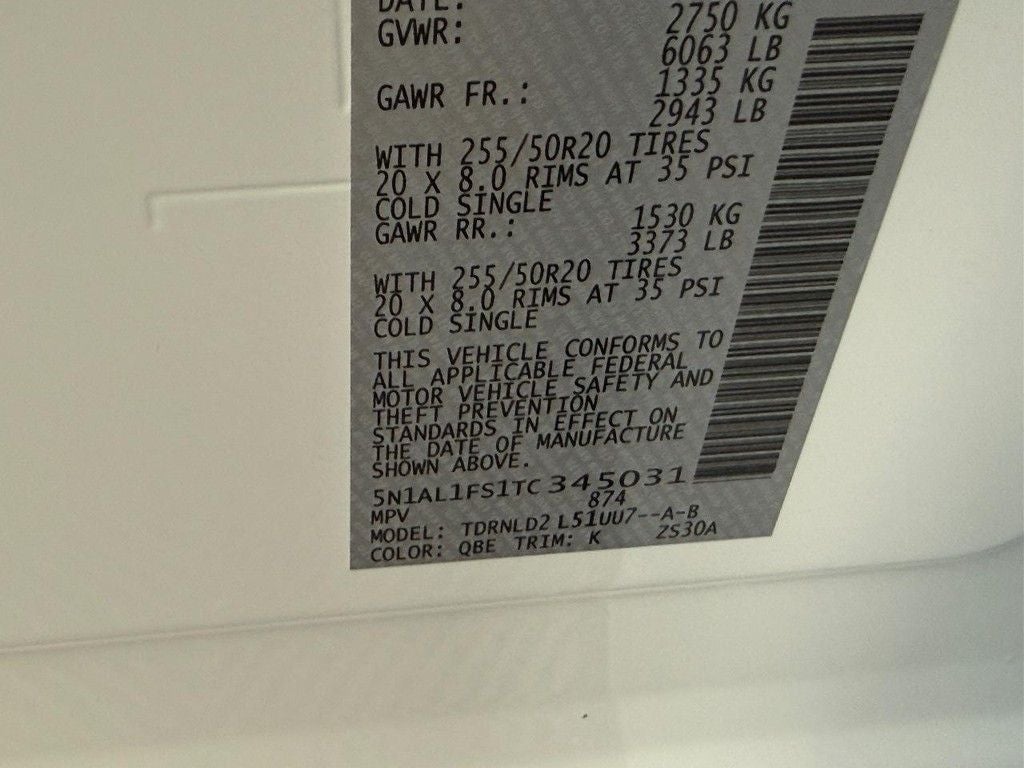 DATE:
GVWR: 2750 KG
6063 LB
GAWR FR.: 1335 KG
2943 LB
WITH 255/50R20 TIRES
20 X 8.0 RIMS AT 35 PSI
COLD SINGLE
GAWR RR.: 1530 KG
3373 LB
WITH 255/50R20 TIRES
20 X 8.0 RIMS AT 35 PSI
COLD SINGLE
THIS VEHICLE CONFORMS TO
ALL APPLICABLE FEDERAL
MOTOR VEHICLE SAFETY AND
THEFT PREVENTION
STANDARDS IN EFFECT ON
THE DATE OF MANUFACTURE
SHOWN ABOVE.
5N1AL1FS1TC345031
MPV 874
MODEL: TDRNLD2 L51UU7--A-B
COLOR: QBE TRIM: K ZS30A